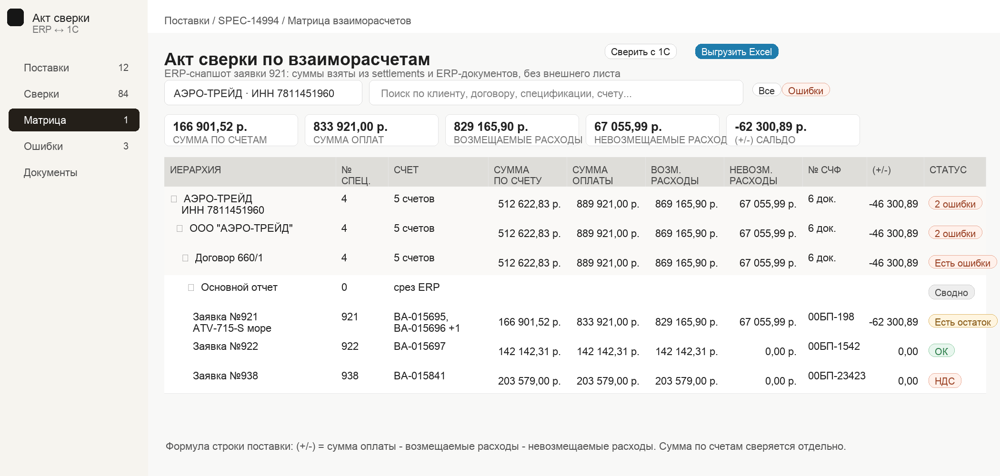 Акт сверки
ERP ↔ 1С
Поставки 12
Сверки 84
Матрица 1
Ошибки 3
Документы
Поставки / SPEC-14994 / Матрица взаиморасчетов
Акт сверки по взаиморасчетам
Сверить с 1С
Выгрузить Excel
ERP-снапшот заявки 921: суммы взяты из settlements и ERP-документов, без внешнего листа
АЭРО-ТРЕЙД · ИНН 7811451960
Поиск по клиенту, договору, спецификации, счету...
Все
Ошибки
166 901,52 р.
СУММА ПО СЧЕТАМ
833 921,00 р.
СУММА ОПЛАТ
829 165,90 р.
ВОЗМЕЩАЕМЫЕ РАСХОДЫ
67 055,99 р.
НЕВОЗМЕЩАЕМЫЕ РАСХОД
-62 300,89 р.
(+/-) САЛЬДО
ИЕРАРХИЯ
№
СПЕЦ.
СЧЕТ
СУММА
ПО СЧЕТУ
СУММА
ОПЛАТЫ
ВОЗМ.
РАСХОДЫ
НЕВОЗМ.
РАСХОДЫ
№ СЧФ
(+/-)
СТАТУС
АЭРО-ТРЕЙД
ИНН 7811451960
4
5 счетов
512 622,83 р.
889 921,00 р.
869 165,90 р.
67 055,99 р.
6 док.
-46 300,89
2 ошибки
ООО "АЭРО-ТРЕЙД"
4
5 счетов
512 622,83 р.
889 921,00 р.
869 165,90 р.
67 055,99 р.
6 док.
-46 300,89
2 ошибки
Договор 660/1
4
5 счетов
512 622,83 р.
889 921,00 р.
869 165,90 р.
67 055,99 р.
6 док.
-46 300,89
Есть ошибки
Основной отчет
0
срез ERP
Сводно
Заявка №921
ATV-715-S море
921
ВА-015695,
ВА-015696 +1
166 901,52 р.
833 921,00 р.
829 165,90 р.
67 055,99 р.
00БП-198
-62 300,89
Есть остаток
Заявка №922
922
ВА-015697
142 142,31 р.
142 142,31 р.
142 142,31 р.
0,00 р.
00БП-1542
0,00
ОК
Заявка №938
938
ВА-015841
203 579,00 р.
203 579,00 р.
203 579,00 р.
0,00 р.
00БП-23423
0,00
НДС
Формула строки поставки: (+/-) = сумма оплаты - возмещаемые расходы - невозмещаемые расходы. Сумма по счетам сверяется отдельно.